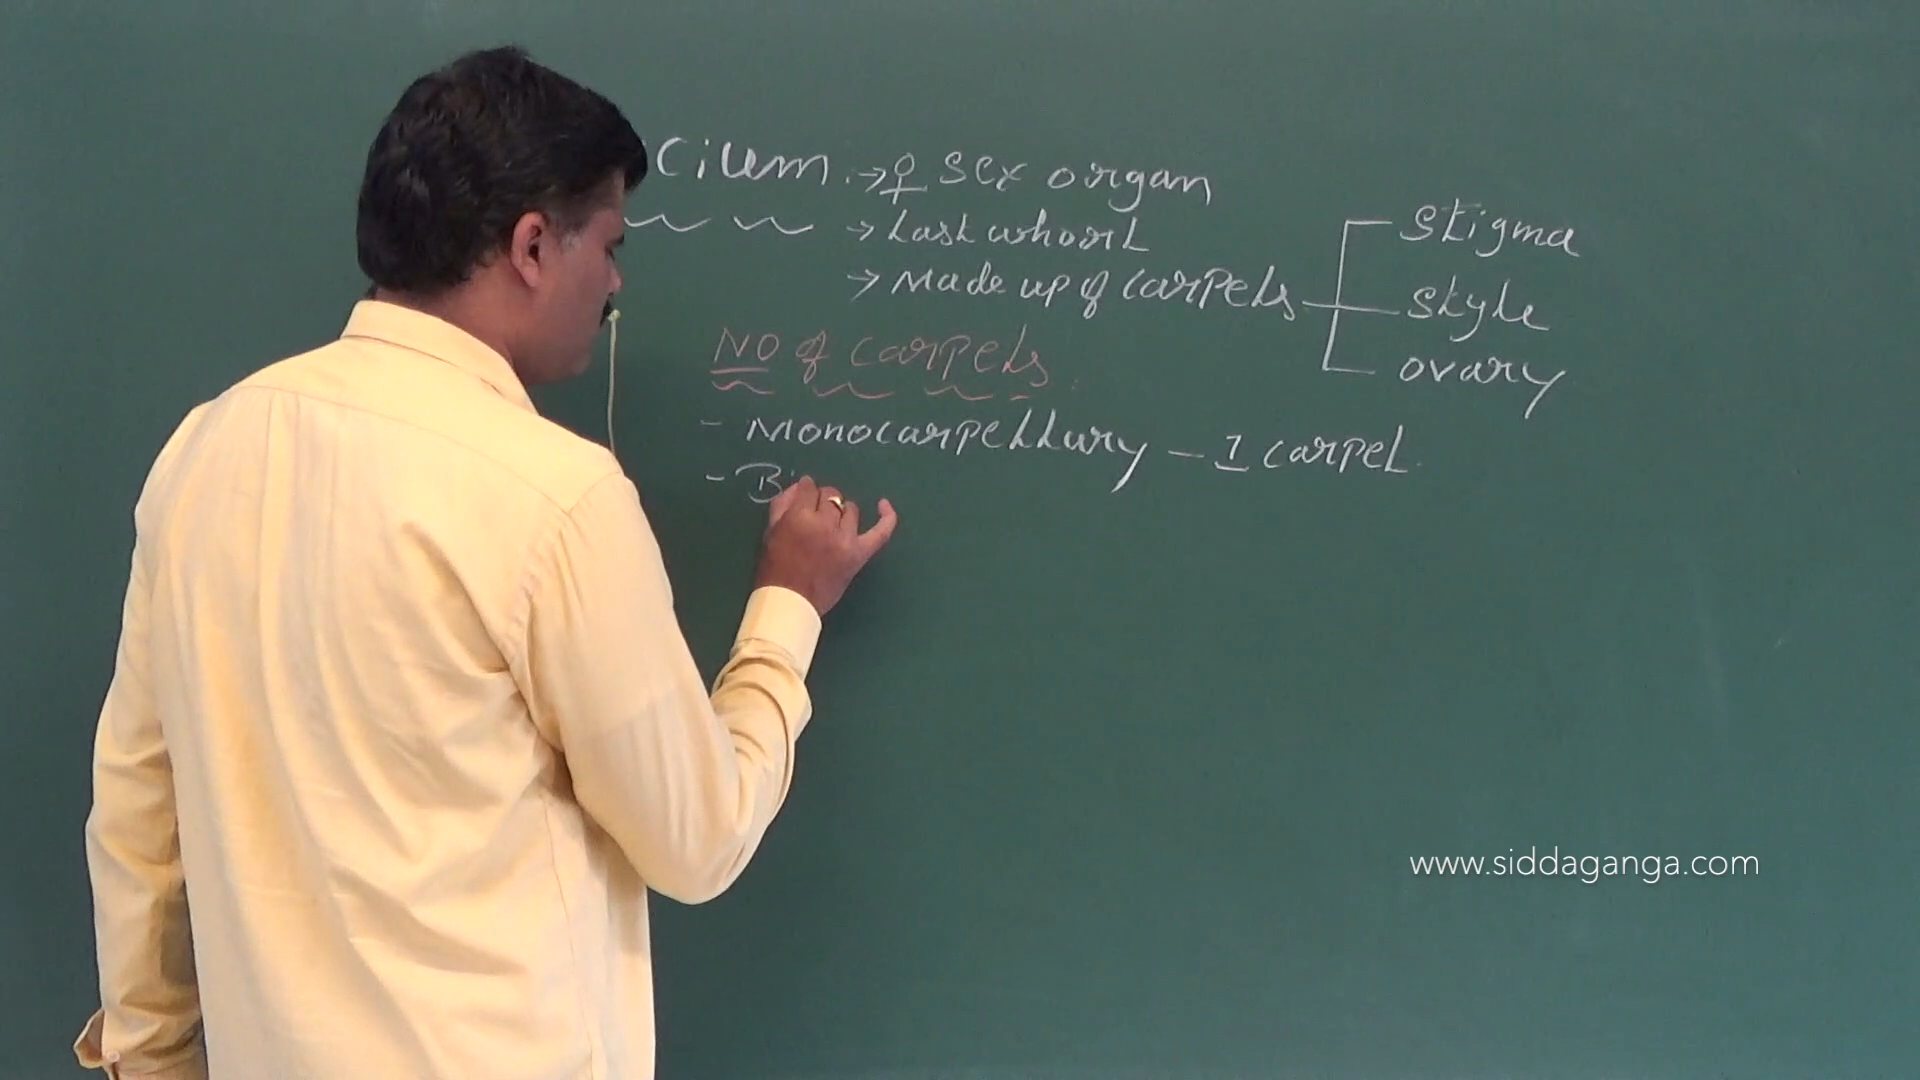 cium. → ♀ sex organ
→ Last whorl
→ Made up of carpels
Stigma
Style
ovary
NO of carpels
- Monocarpellary - 1 carpel.
- Bi
www.siddaganga.com